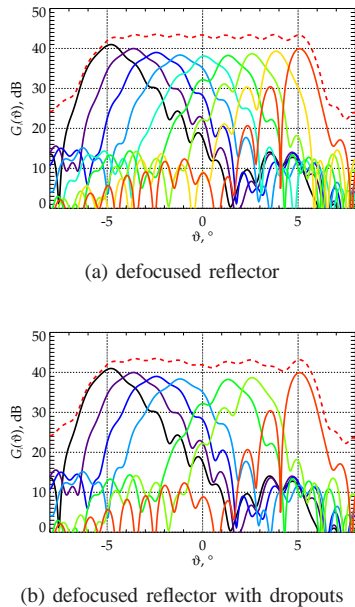 50
40
30
20
10
0
G(ϑ), dB
-5 0 5
ϑ, °
(a) defocused reflector
50
40
30
20
10
0
G(ϑ), dB
-5 0 5
ϑ, °
(b) defocused reflector with dropouts